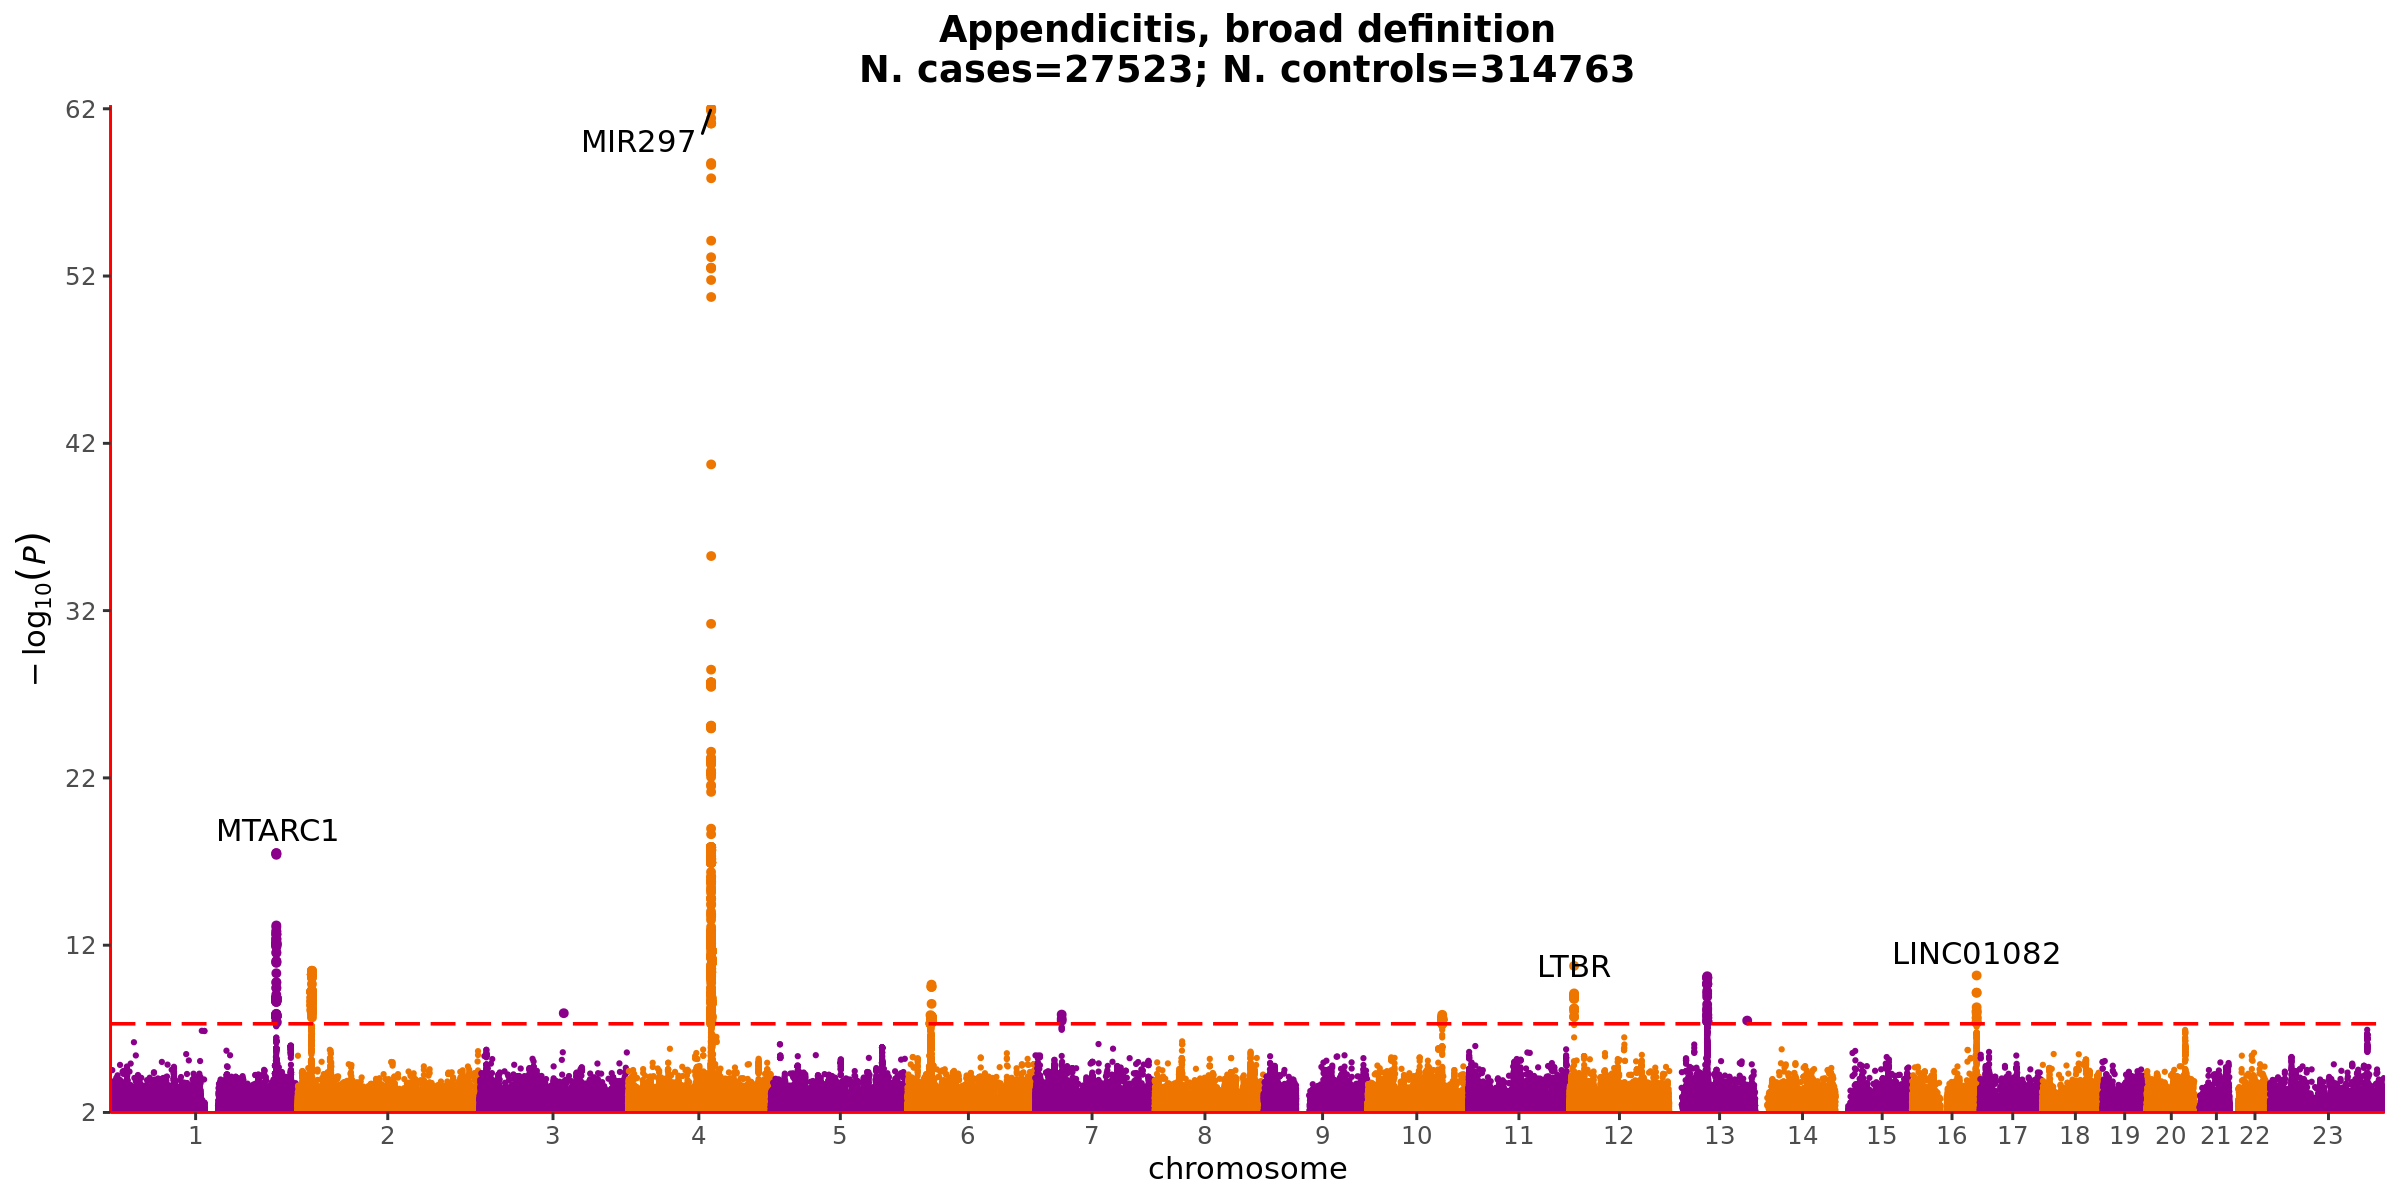 Appendicitis, broad definition
N. cases=27523; N. controls=314763
62
MIR297
52
42
32
− log10(P)
22
MTARC1
12
LTBR
LINC01082
2
1 2 3 4 5 6 7 8 9 10 11 12 13 14 15 16 17 18 19 20 21 22 23
chromosome